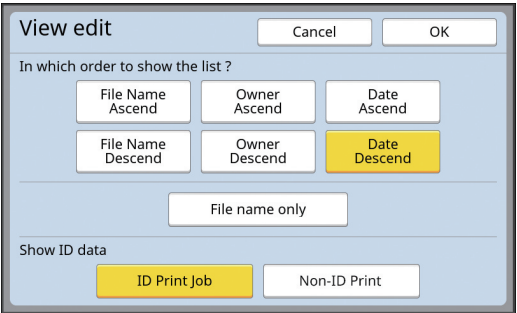 View edit
Cancel
OK
In which order to show the list ?
File Name
Ascend
Owner
Ascend
Date
Ascend
File Name
Descend
Owner
Descend
Date
Descend
File name only
Show ID data
ID Print Job
Non-ID Print